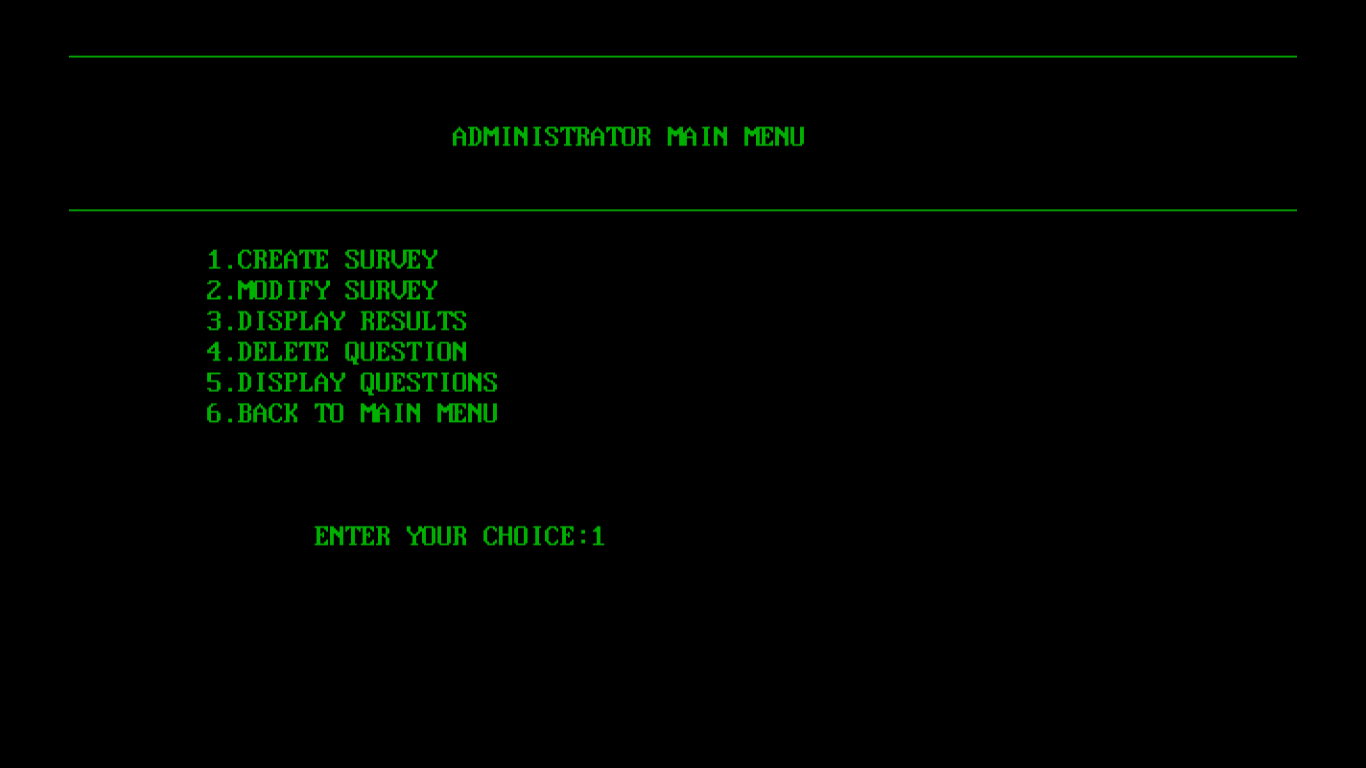 ADMINISTRATOR MAIN MENU
1.CREATE SURVEY
2.MODIFY SURVEY
3.DISPLAY RESULTS
4.DELETE QUESTION
5.DISPLAY QUESTIONS
6.BACK TO MAIN MENU
ENTER YOUR CHOICE:1